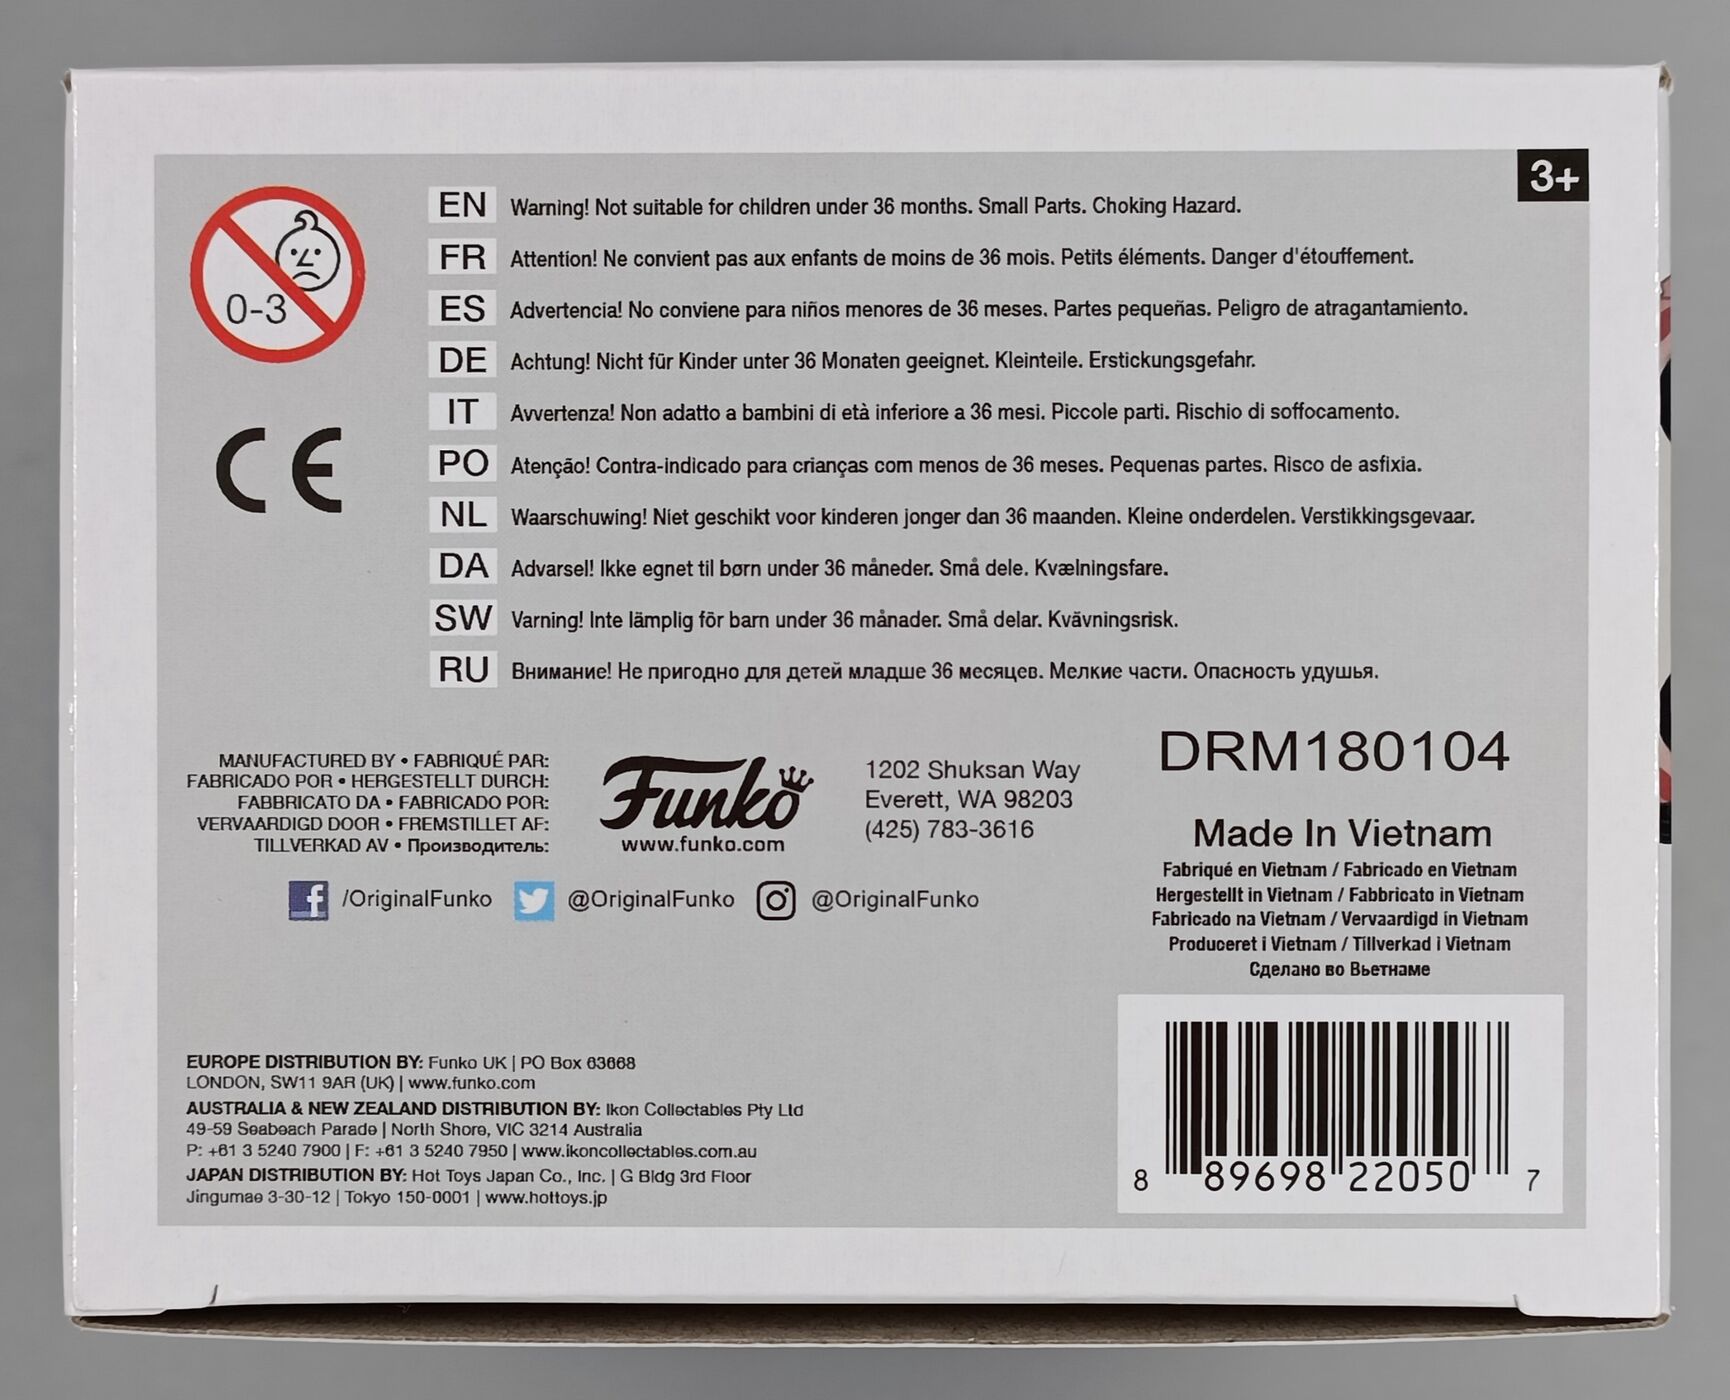 3+
0-3
EN Warning! Not suitable for children under 36 months. Small Parts. Choking Hazard.
FR Attention! Ne convient pas aux enfants de moins de 36 mois. Petits éléments. Danger d'étouffement.
ES Advertencia! No conviene para niños menores de 36 meses. Partes pequeñas. Peligro de atragantamiento.
DE Achtung! Nicht für Kinder unter 36 Monaten geeignet. Kleinteile. Erstickungsgefahr.
IT Avvertenza! Non adatto a bambini di età inferiore a 36 mesi. Piccole parti. Rischio di soffocamento.
PO Atenção! Contra-indicado para crianças com menos de 36 meses. Pequenas partes. Risco de asfixia.
NL Waarschuwing! Niet geschikt voor kinderen jonger dan 36 maanden. Kleine onderdelen. Verstikkingsgevaar.
DA Advarsel! Ikke egnet til børn under 36 måneder. Små dele. Kvælningsfare.
SW Varning! Inte lämplig för barn under 36 månader. Små delar. Kvävningsrisk.
RU Внимание! Не пригодно для детей младше 36 месяцев. Мелкие части. Опасность удушья.
CE
MANUFACTURED BY • FABRIQUÉ PAR:
FABRICADO POR • HERGESTELLT DURCH:
FABBRICATO DA • FABRICADO POR:
VERVAARDIGD DOOR • FREMSTILLET AF:
TILLVERKAD AV • Производитель:
Funko
www.funko.com
1202 Shuksan Way
Everett, WA 98203
(425) 783-3616
f /OriginalFunko @OriginalFunko @OriginalFunko
DRM180104
Made In Vietnam
Fabriqué en Vietnam / Fabricado en Vietnam
Hergestellt in Vietnam / Fabbricato in Vietnam
Fabricado na Vietnam / Vervaardigd in Vietnam
Produceret i Vietnam / Tillverkad i Vietnam
Сделано во Вьетнаме
EUROPE DISTRIBUTION BY: Funko UK | PO Box 63668
LONDON, SW11 9AR (UK) | www.funko.com
AUSTRALIA & NEW ZEALAND DISTRIBUTION BY: Ikon Collectables Pty Ltd
49-59 Seabeach Parade | North Shore, VIC 3214 Australia
P: +61 3 5240 7900 | F: +61 3 5240 7950 | www.ikoncollectables.com.au
JAPAN DISTRIBUTION BY: Hot Toys Japan Co., Inc. | G Bldg 3rd Floor
Jingumae 3-30-12 | Tokyo 150-0001 | www.hottoys.jp
8 89698 22050 7